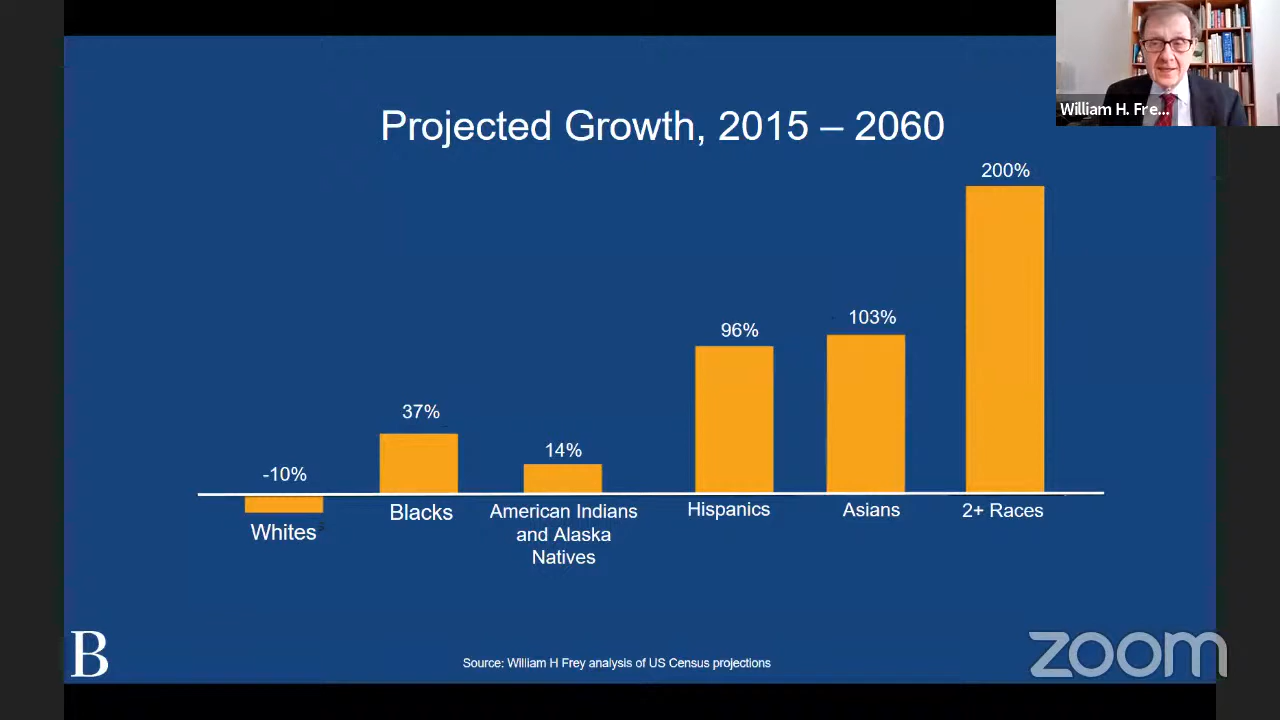 William H. Fre...
Projected Growth, 2015 – 2060
200%
103%
96%
37%
14%
-10%
Whites
Blacks
American Indians
and Alaska
Natives
Hispanics
Asians
2+ Races
B
Source: William H Frey analysis of US Census projections
zoom